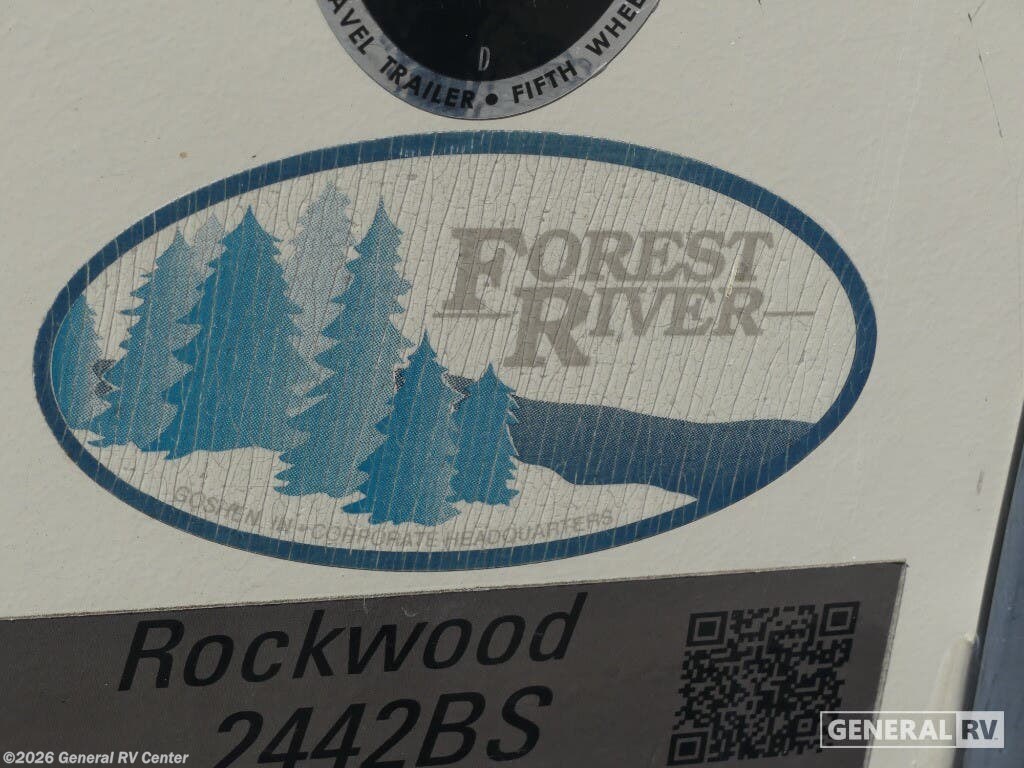 AVEL TRAILER • FIFTH WHEE
D
FOREST
RIVER
GOSHEN, IN • CORPORATE HEADQUARTERS
Rockwood
2442BS
GENERAL RV
©2026 General RV Center